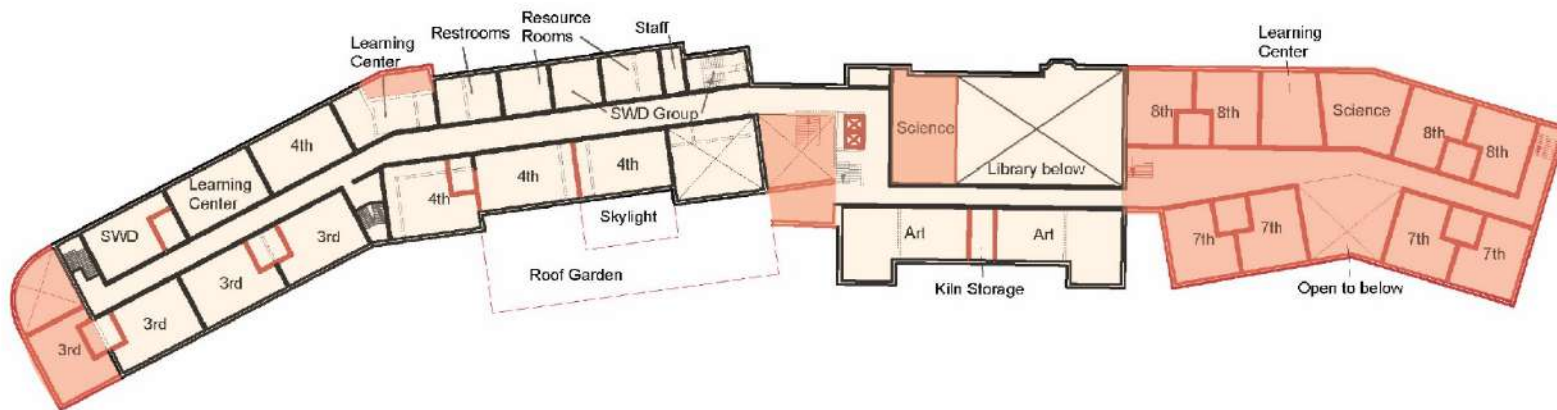 Resource
Rooms
Staff
Restrooms
Learning
Center
Learning
Center
SWD Group
4th
Learning
Center
SWD
4th
4th
4th
3rd
3rd
3rd
3rd
Skylight
Roof Garden
Science
Library below
Art
Art
Kiln Storage
8th
8th
Science
8th
8th
7th
7th
7th
7th
Open to below